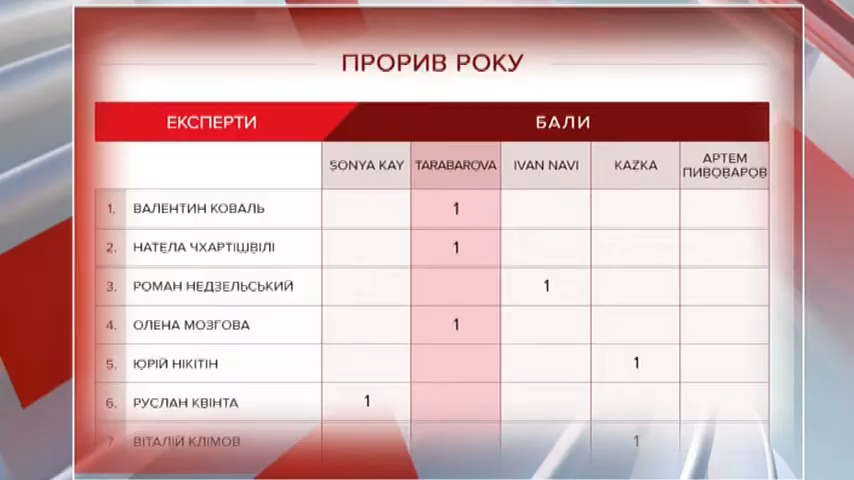 ПРОРИВ РОКУ
ЕКСПЕРТИ БАЛИ
SONYA KAY TARABAROVA IVAN NAVI KAZKA АРТЕМ ПИВОВАРОВ
1. ВАЛЕНТИН КОВАЛЬ 1
2. НАТЕЛА ЧХАРТІШВІЛІ 1
3. РОМАН НЕДЗЕЛЬСЬКИЙ 1
4. ОЛЕНА МОЗГОВА 1
5. ЮРІЙ НІКІТІН 1
6. РУСЛАН КВІНТА 1
7. ВІТАЛІЙ КЛІМОВ 1